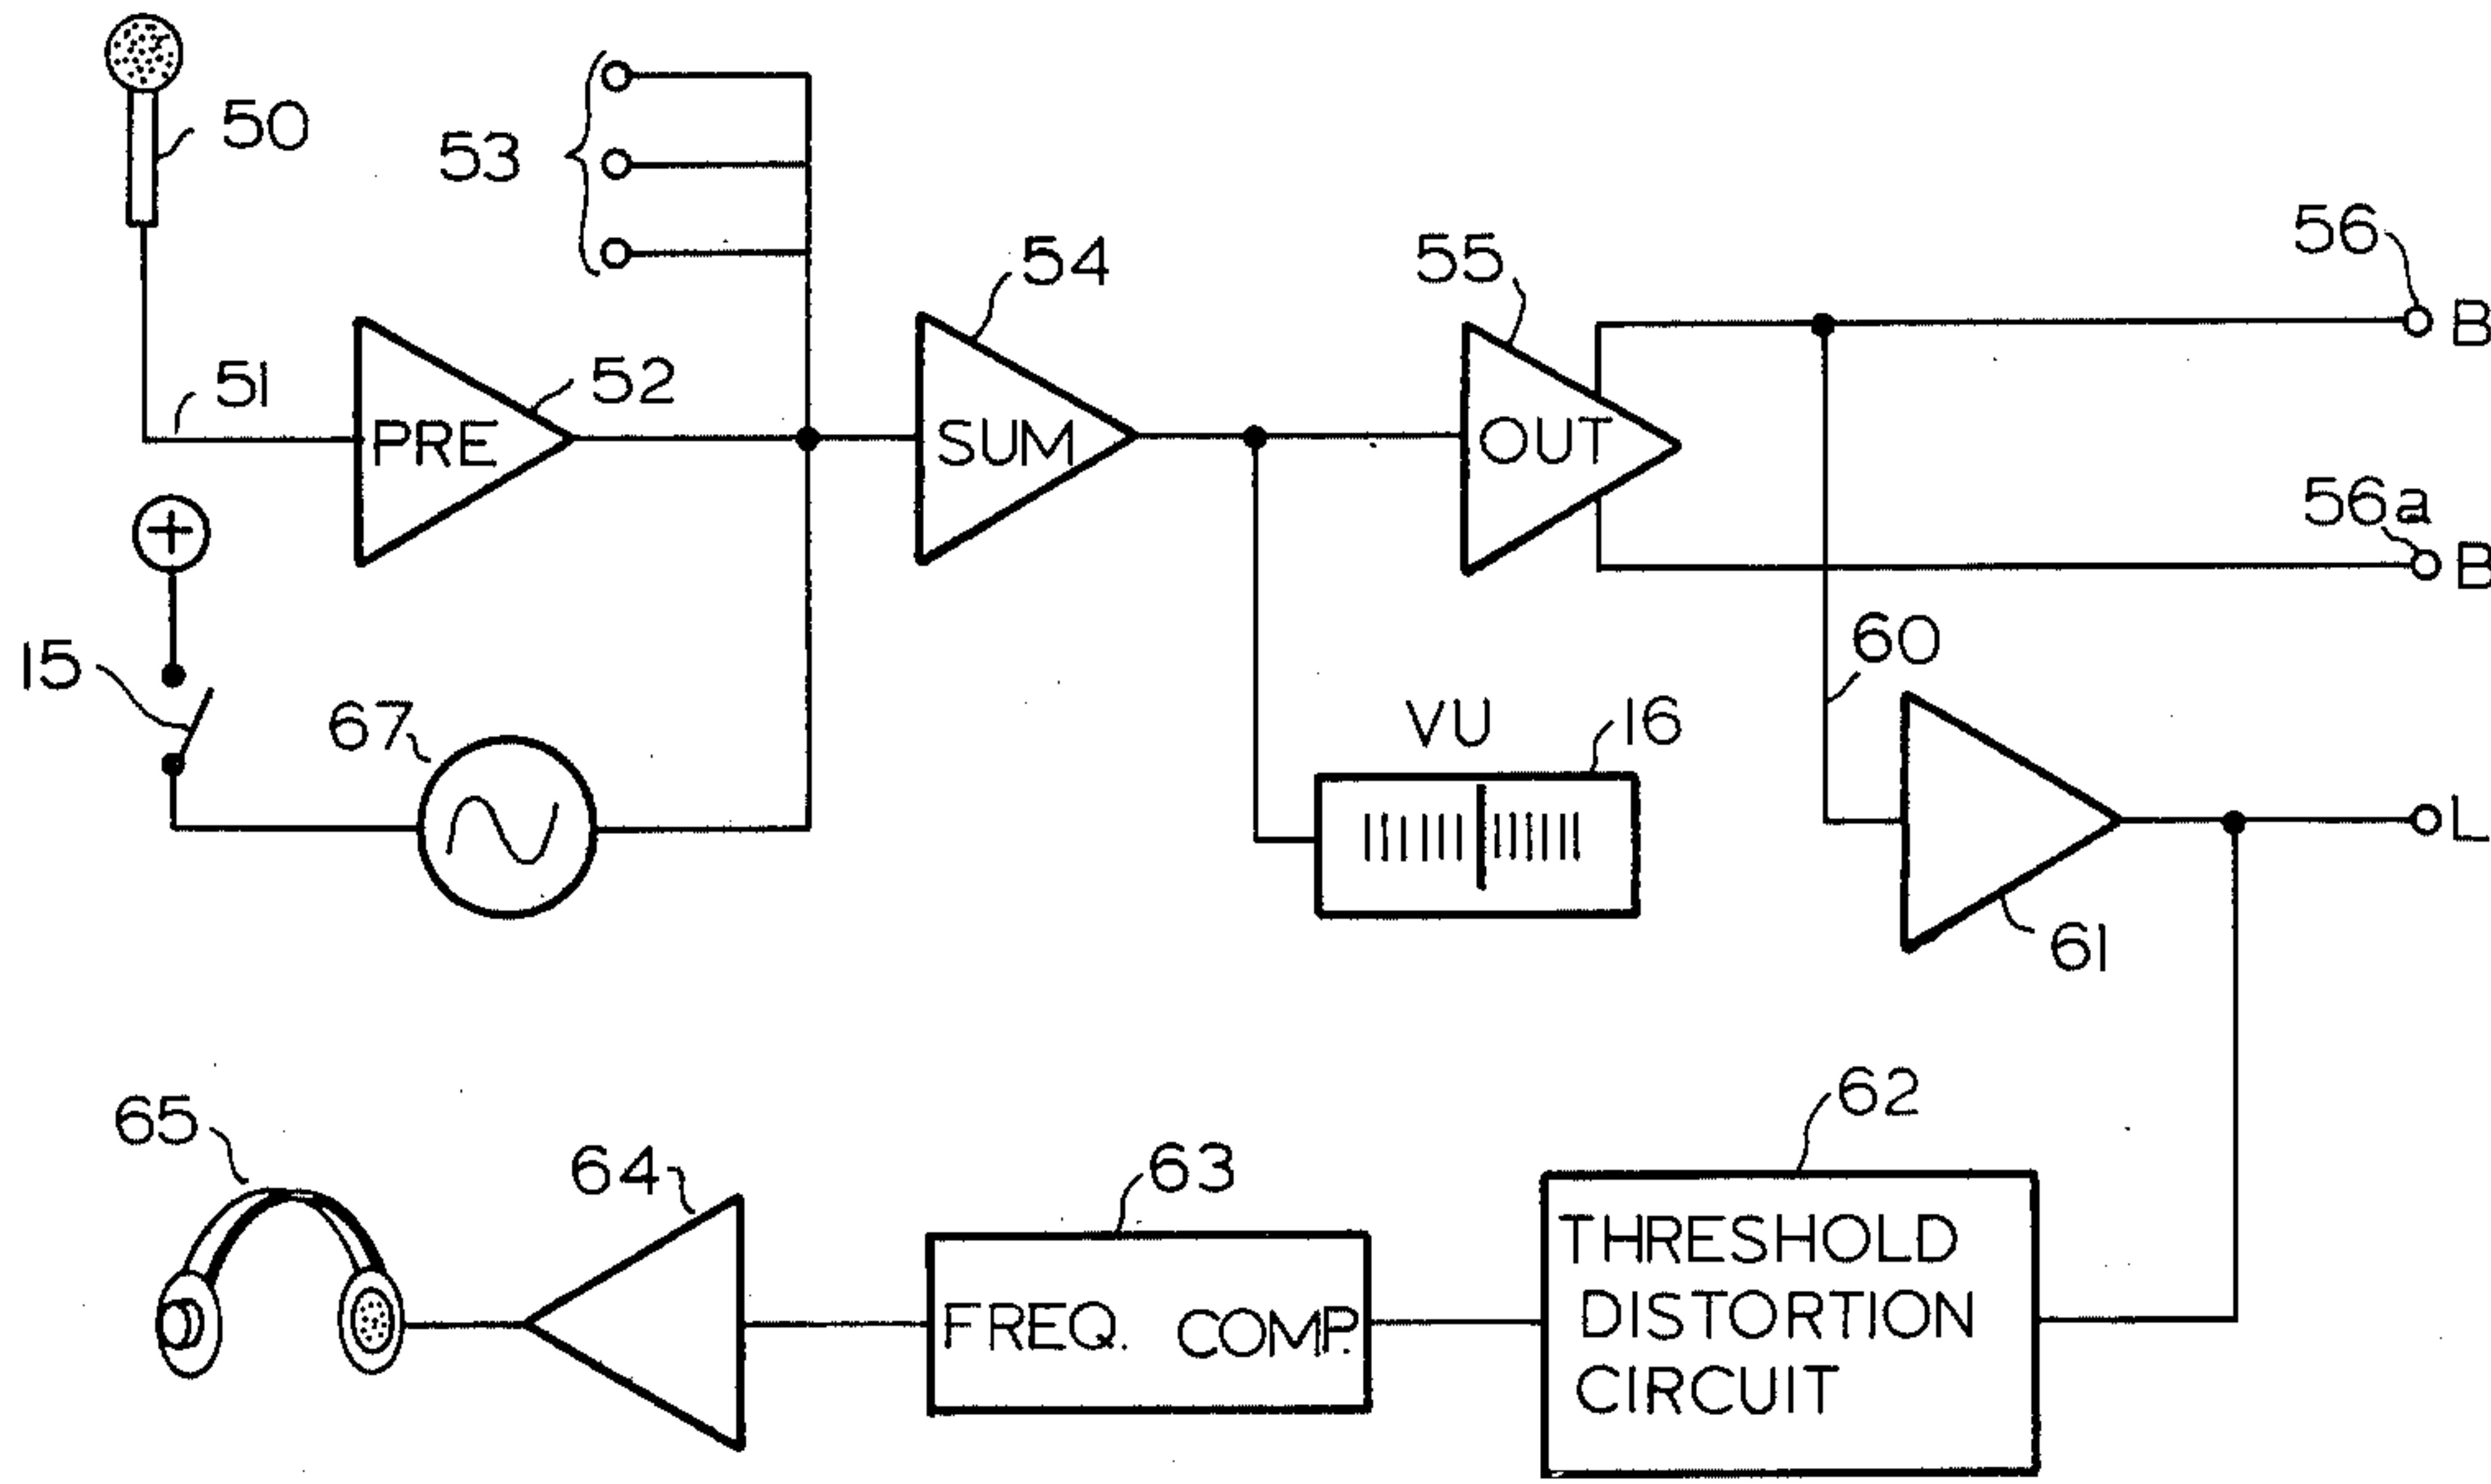 50
53
54
55
56
B
51
PRE
52
SUM
OUT
56a
B
15
67
VU
16
60
61
L
65
64
63
62
FREQ. COMP.
THRESHOLD
DISTORTION
CIRCUIT